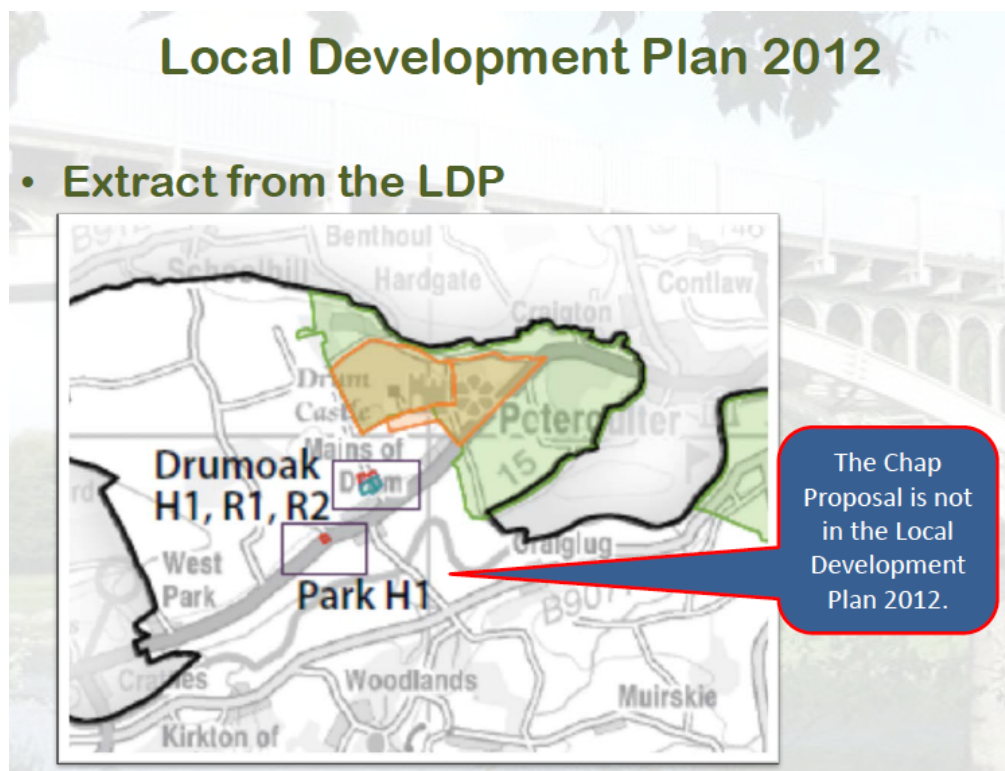 Local Development Plan 2012
• Extract from the LDP
Benthoul
Schoolhill
Hardgate
Contlaw
Craigton
Drum
Castle
Peterculter
Mains of
Drum
15
Drumoak
H1, R1, R2
West
Park
Park H1
Craiglug
B907
Crathes
Woodlands
Muirskie
Kirkton of
The Chap
Proposal is not
in the Local
Development
Plan 2012.